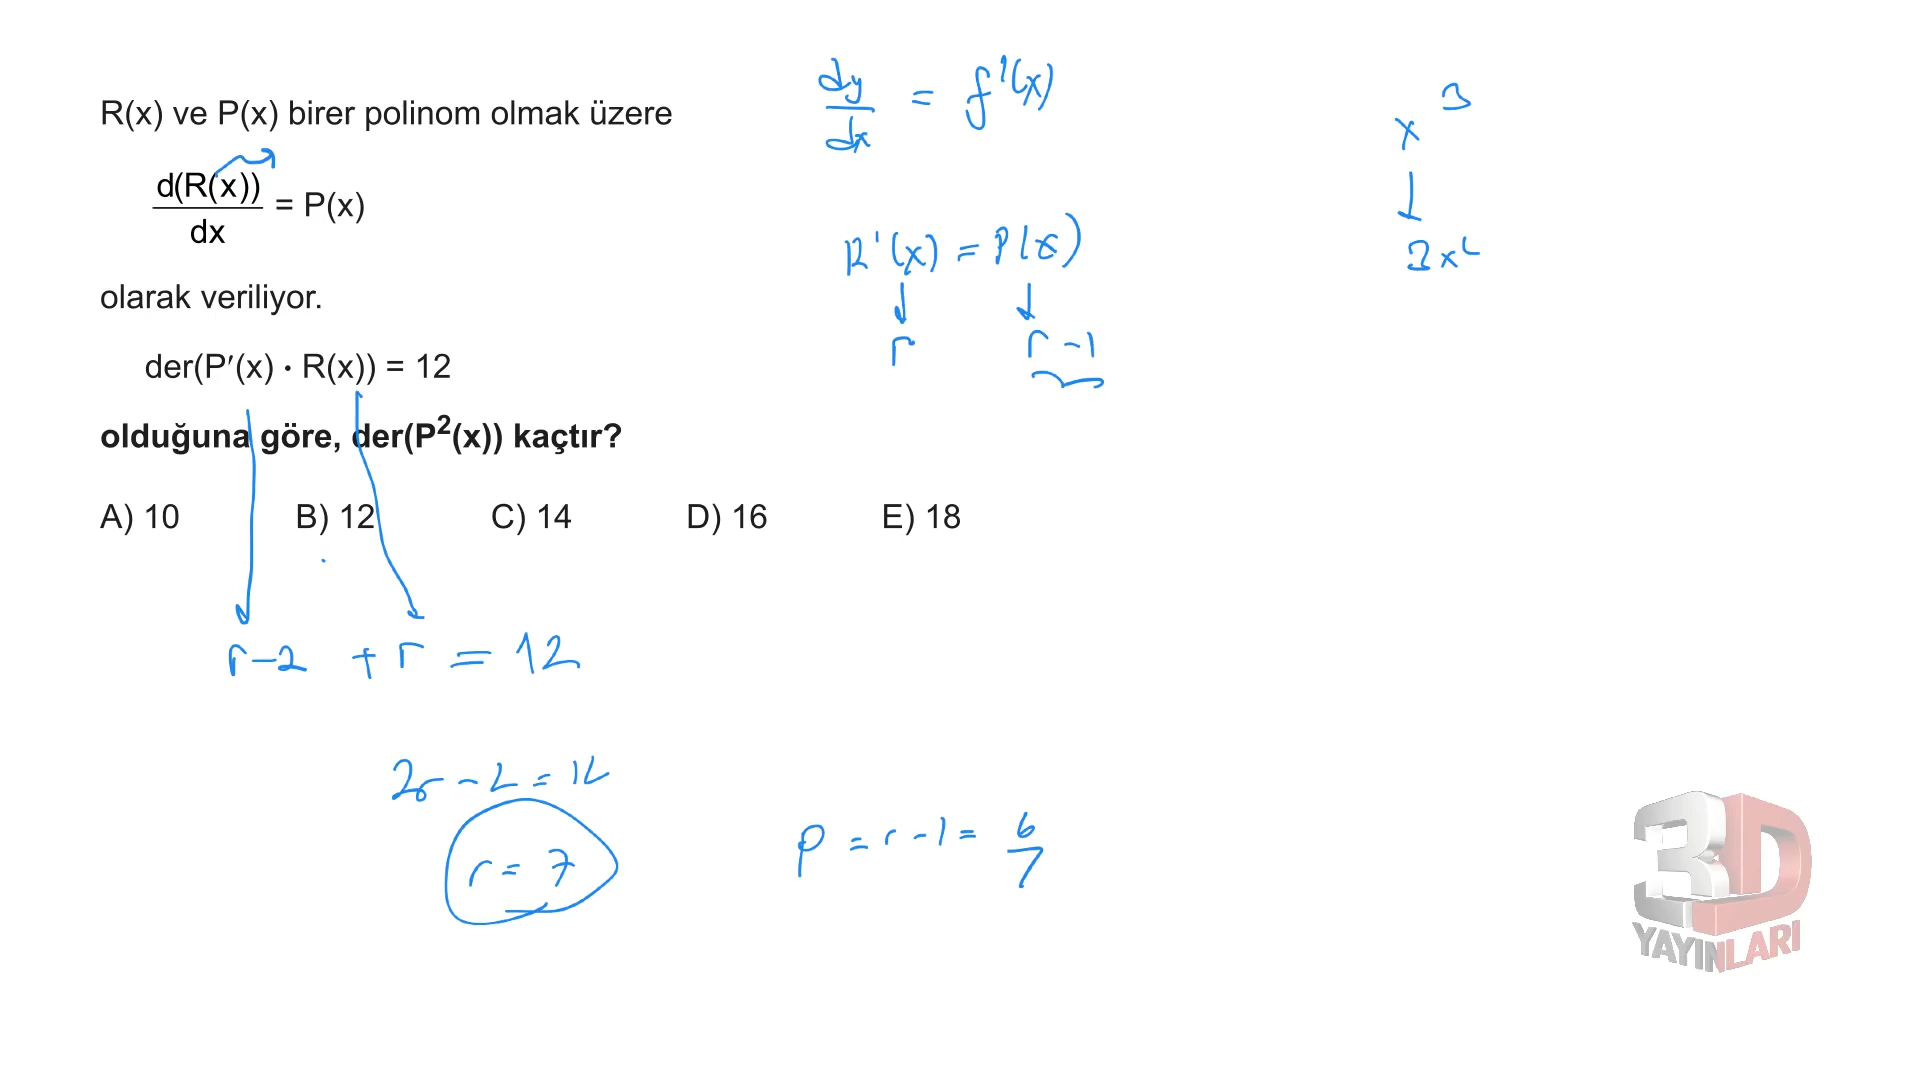 R(x) ve P(x) birer polinom olmak üzere
d(R(x))
dx
= P(x)
olarak veriliyor.
der(P′(x) · R(x)) = 12
olduğuna göre, der(P²(x)) kaçtır?
A) 10 B) 12 C) 14 D) 16 E) 18
dy
dx
= f'(x)
R'(x) = P(x)
r r-1
x³
3x²
r-2 + r = 12
2r-2=12
r=7
p=r-1=6
7
3D
YAYINLARI